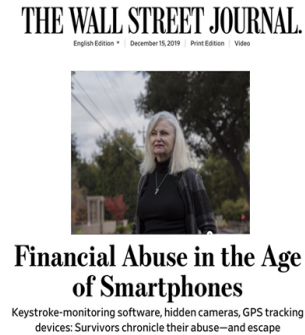 THE WALL STREET JOURNAL.
English Edition ▼ | December 15, 2019 | Print Edition | Video
Financial Abuse in the Age
of Smartphones
Keystroke-monitoring software, hidden cameras, GPS tracking
devices: Survivors chronicle their abuse—and escape